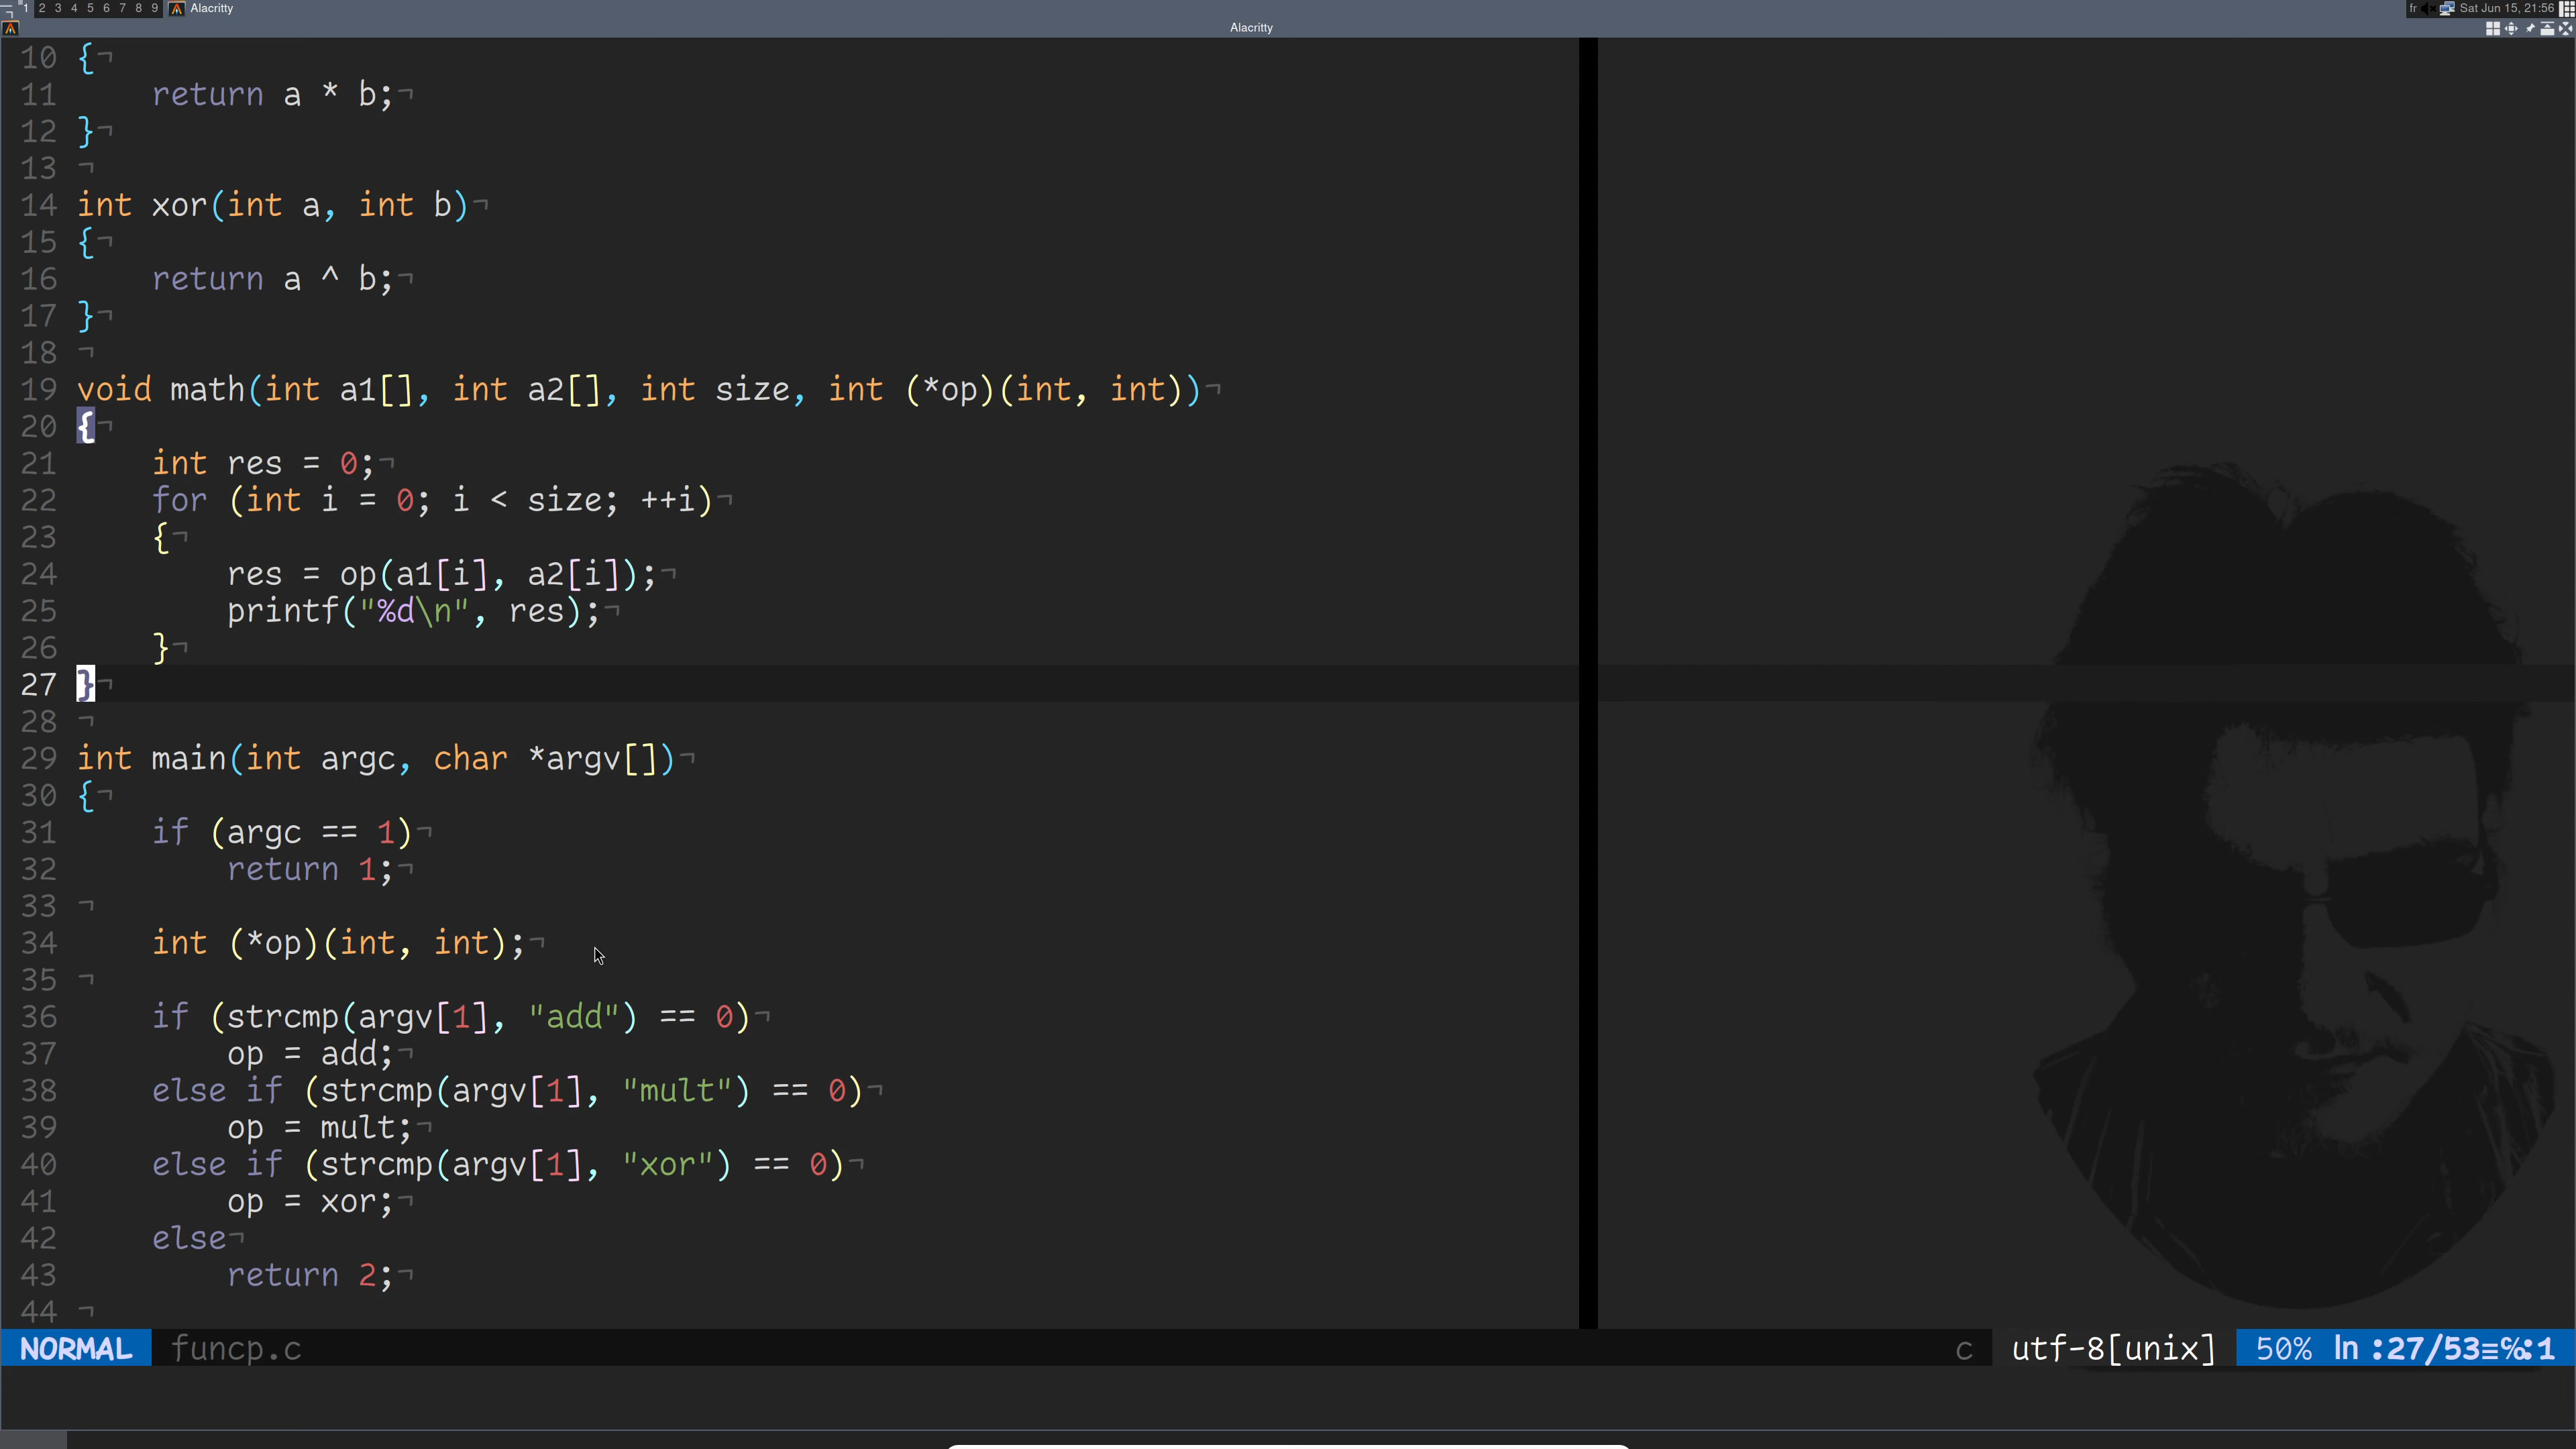 1 2 3 4 5 6 7 8 9 Alacritty fr Sat Jun 15, 21:56
Alacritty
10 {¬
11     return a * b;¬
12 }¬
13 ¬
14 int xor(int a, int b)¬
15 {¬
16     return a ^ b;¬
17 }¬
18 ¬
19 void math(int a1[], int a2[], int size, int (*op)(int, int))¬
20 {¬
21     int res = 0;¬
22     for (int i = 0; i < size; ++i)¬
23     {¬
24         res = op(a1[i], a2[i]);¬
25         printf("%d\n", res);¬
26     }¬
27 }¬
28 ¬
29 int main(int argc, char *argv[])¬
30 {¬
31     if (argc == 1)¬
32         return 1;¬
33 ¬
34     int (*op)(int, int);¬
35 ¬
36     if (strcmp(argv[1], "add") == 0)¬
37         op = add;¬
38     else if (strcmp(argv[1], "mult") == 0)¬
39         op = mult;¬
40     else if (strcmp(argv[1], "xor") == 0)¬
41         op = xor;¬
42     else¬
43         return 2;¬
44 ¬
NORMAL funcp.c c utf-8[unix] 50% ln :27/53≡℅:1